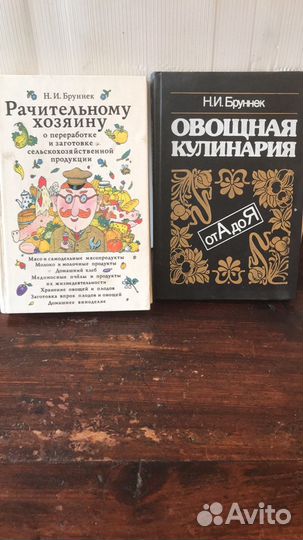 Н. И. Бруннек
Рачительному
хозяину
о переработке
и заготовке
сельскохозяйственной
продукции
Мясо и самодельные мясопродукты
Молоко и молочные продукты
Домашний хлеб
Медоносные пчёлы и продукты
их жизнедеятельности
Хранение овощей и плодов
Заготовка впрок плодов и овощей
Домашнее виноделие
Н.И.Бруннек
ОВОЩНАЯ
КУЛИНАРИЯ
от А до Я
Avito